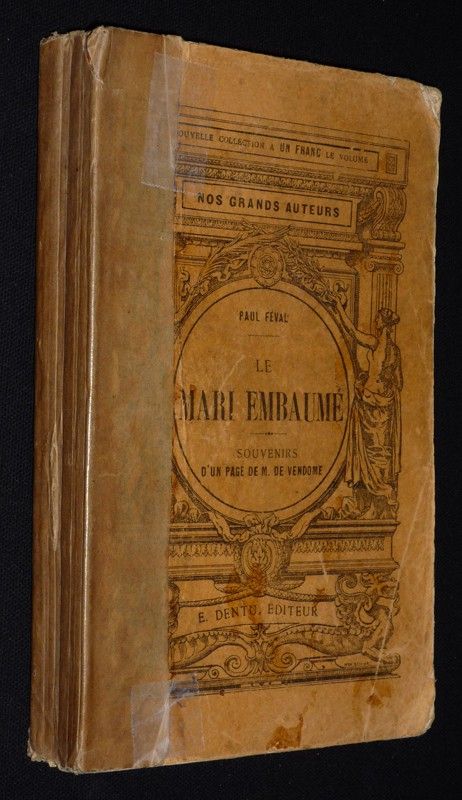 NOUVELLE COLLECTION A UN FRANC LE VOLUME
NOS GRANDS AUTEURS
PAUL FÉVAL
LE
MARI EMBAUMÉ
SOUVENIRS
D'UN PAGE DE M. DE VENDOME
E. DENTU, ÉDITEUR